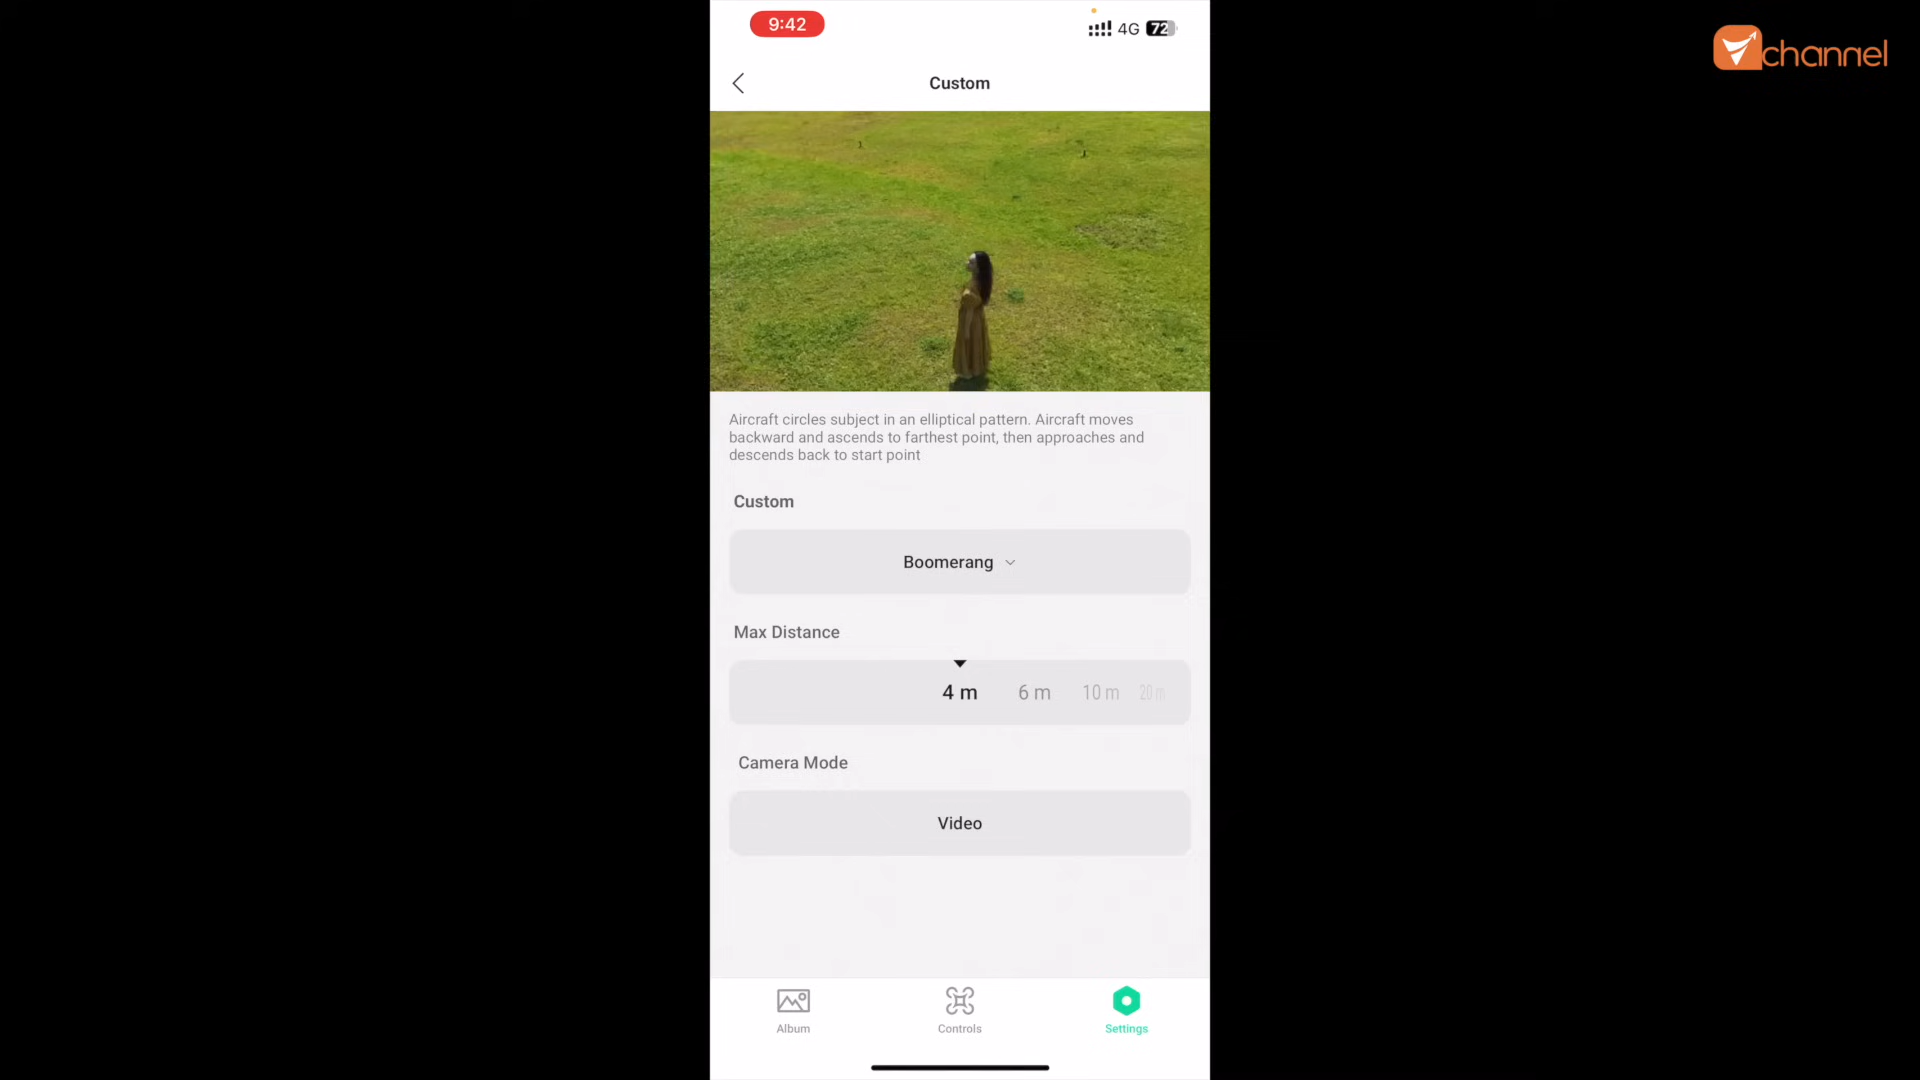 9:42
4G 72
channel
Custom
Aircraft circles subject in an elliptical pattern. Aircraft moves
backward and ascends to farthest point, then approaches and
descends back to start point
Custom
Boomerang
Max Distance
4 m 6 m 10 m 20 m
Camera Mode
Video
Album Controls Settings